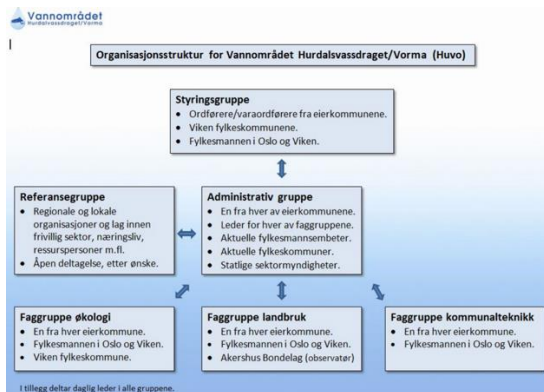 Vannområdet
Hurdalsvassdraget/Vorma
Organisasjonsstruktur for Vannområdet Hurdalsvassdraget/Vorma (Huvo)
Styringsgruppe
• Ordførere/varaordførere fra eierkommunene.
• Viken fylkeskommunene.
• Fylkesmannen i Oslo og Viken.
Referansegruppe
• Regionale og lokale
organisasjoner og lag innen
frivillig sektor, næringsliv,
ressurspersoner m.fl.
• Åpen deltagelse, etter ønske.
Administrativ gruppe
• En fra hver av eierkommunene.
• Leder for hver av faggruppene.
• Aktuelle fylkesmannsembeter.
• Aktuelle fylkeskommuner.
• Statlige sektormyndigheter.
Faggruppe økologi
• En fra hver eierkommune.
• Fylkesmannen i Oslo og Viken.
• Viken fylkeskommune.
Faggruppe landbruk
• En fra hver eierkommune.
• Fylkesmannen i Oslo og Viken.
• Akershus Bondelag (observatør)
Faggruppe kommunalteknikk
• En fra hver eierkommune.
• Fylkesmannen i Oslo og Viken.
I tillegg deltar daglig leder i alle gruppene.